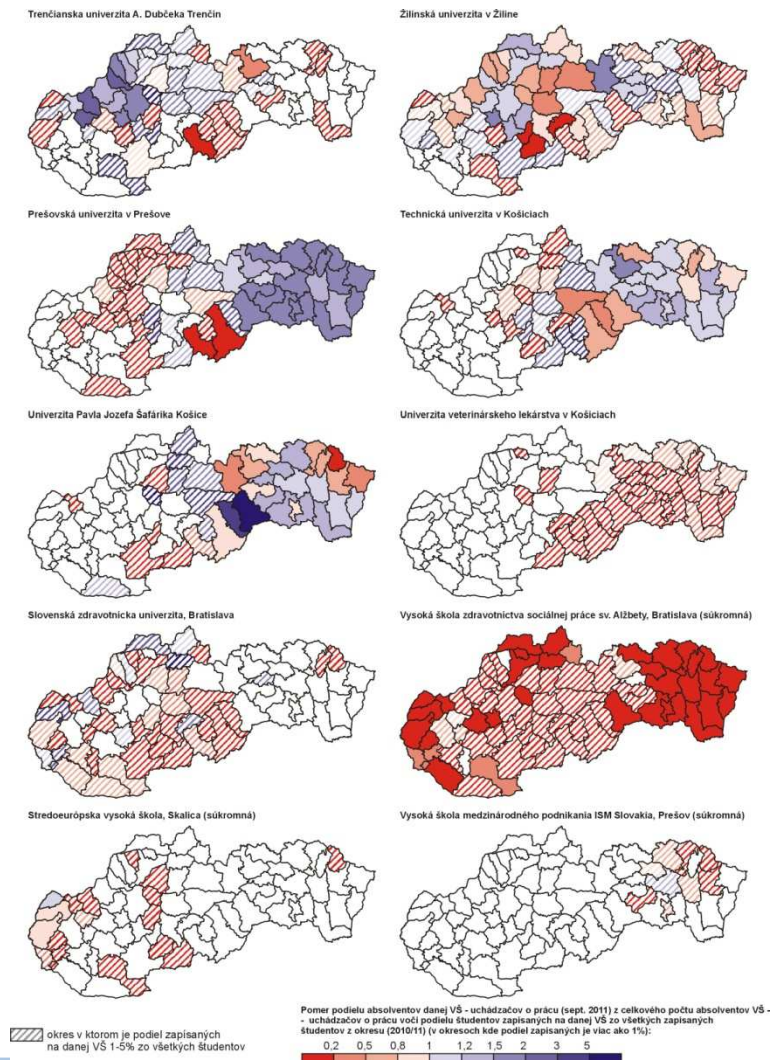 Trenčianska univerzita A. Dubčeka Trenčín
Žilinská univerzita v Žiline
Prešovská univerzita v Prešove
Technická univerzita v Košiciach
Univerzita Pavla Jozefa Šafárika Košice
Univerzita veterinárskeho lekárstva v Košiciach
Slovenská zdravotnícka univerzita, Bratislava
Vysoká škola zdravotníctva sociálnej práce sv. Alžbety, Bratislava (súkromná)
Stredoeurópska vysoká škola, Skalica (súkromná)
Vysoká škola medzinárodného podnikania ISM Slovakia, Prešov (súkromná)
okres v ktorom je podiel zapísaných
na danej VŠ 1-5% zo všetkých študentov
Pomer podielu absolventov danej VŠ - uchádzačov o prácu (sept. 2011) z celkového počtu absolventov VŠ -
- uchádzačov o prácu voči podielu študentov zapísaných na danej VŠ zo všetkých zapísaných
študentov z okresu (2010/11) (v okresoch kde podiel zapísaných je viac ako 1%):
0,2 0,5 0,8 1 1,2 1,5 2 3 5